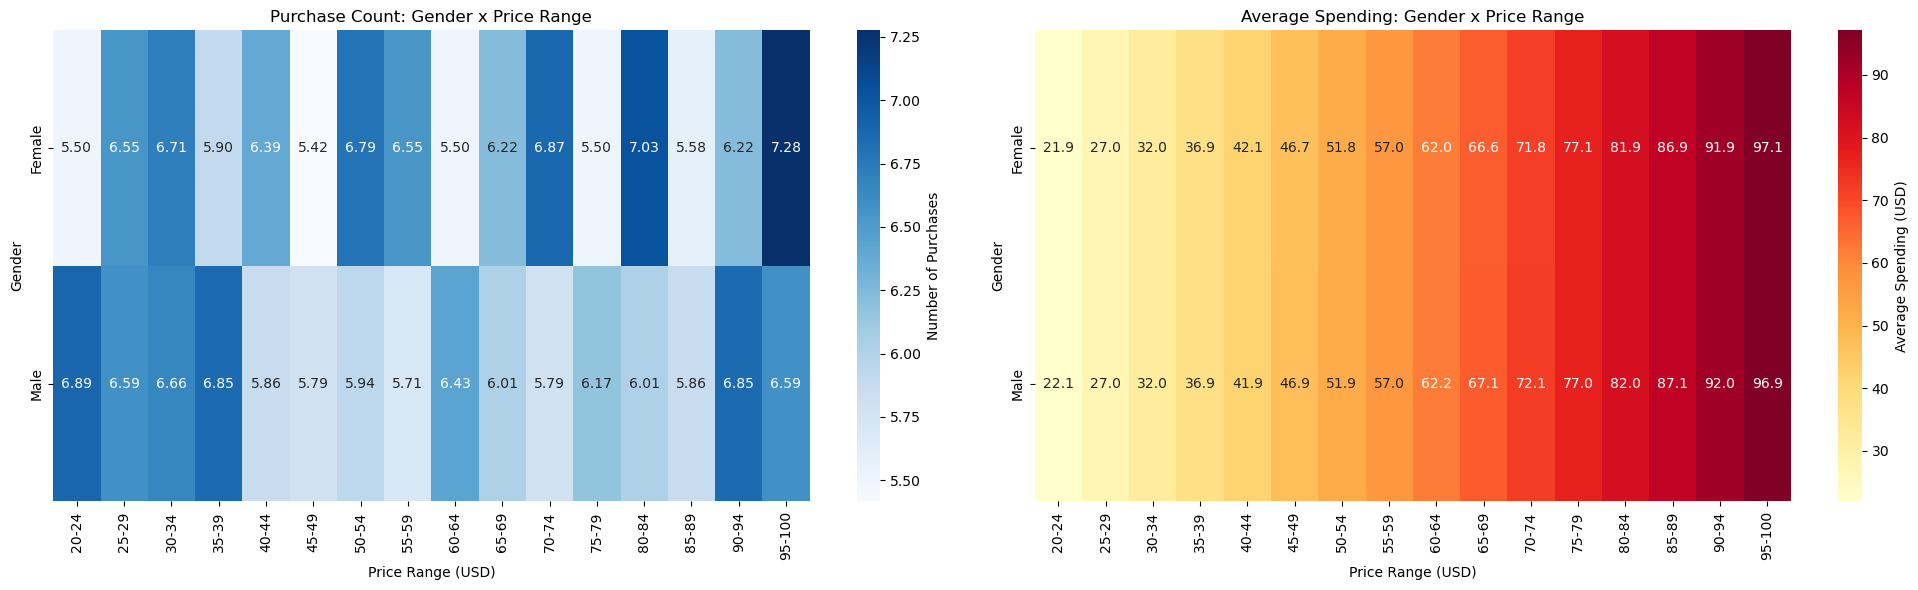 Purchase Count: Gender x Price Range
Gender
Female
Male
5.50 6.55 6.71 5.90 6.39 5.42 6.79 6.55 5.50 6.22 6.87 5.50 7.03 5.58 6.22 7.28
6.89 6.59 6.66 6.85 5.86 5.79 5.94 5.71 6.43 6.01 5.79 6.17 6.01 5.86 6.85 6.59
20-24 25-29 30-34 35-39 40-44 45-49 50-54 55-59 60-64 65-69 70-74 75-79 80-84 85-89 90-94 95-100
Price Range (USD)
7.25
7.00
6.75
6.50
6.25
6.00
5.75
5.50
Number of Purchases
Average Spending: Gender x Price Range
Gender
Female
Male
21.9 27.0 32.0 36.9 42.1 46.7 51.8 57.0 62.0 66.6 71.8 77.1 81.9 86.9 91.9 97.1
22.1 27.0 32.0 36.9 41.9 46.9 51.9 57.0 62.2 67.1 72.1 77.0 82.0 87.1 92.0 96.9
20-24 25-29 30-34 35-39 40-44 45-49 50-54 55-59 60-64 65-69 70-74 75-79 80-84 85-89 90-94 95-100
Price Range (USD)
90
80
70
60
50
40
30
Average Spending (USD)